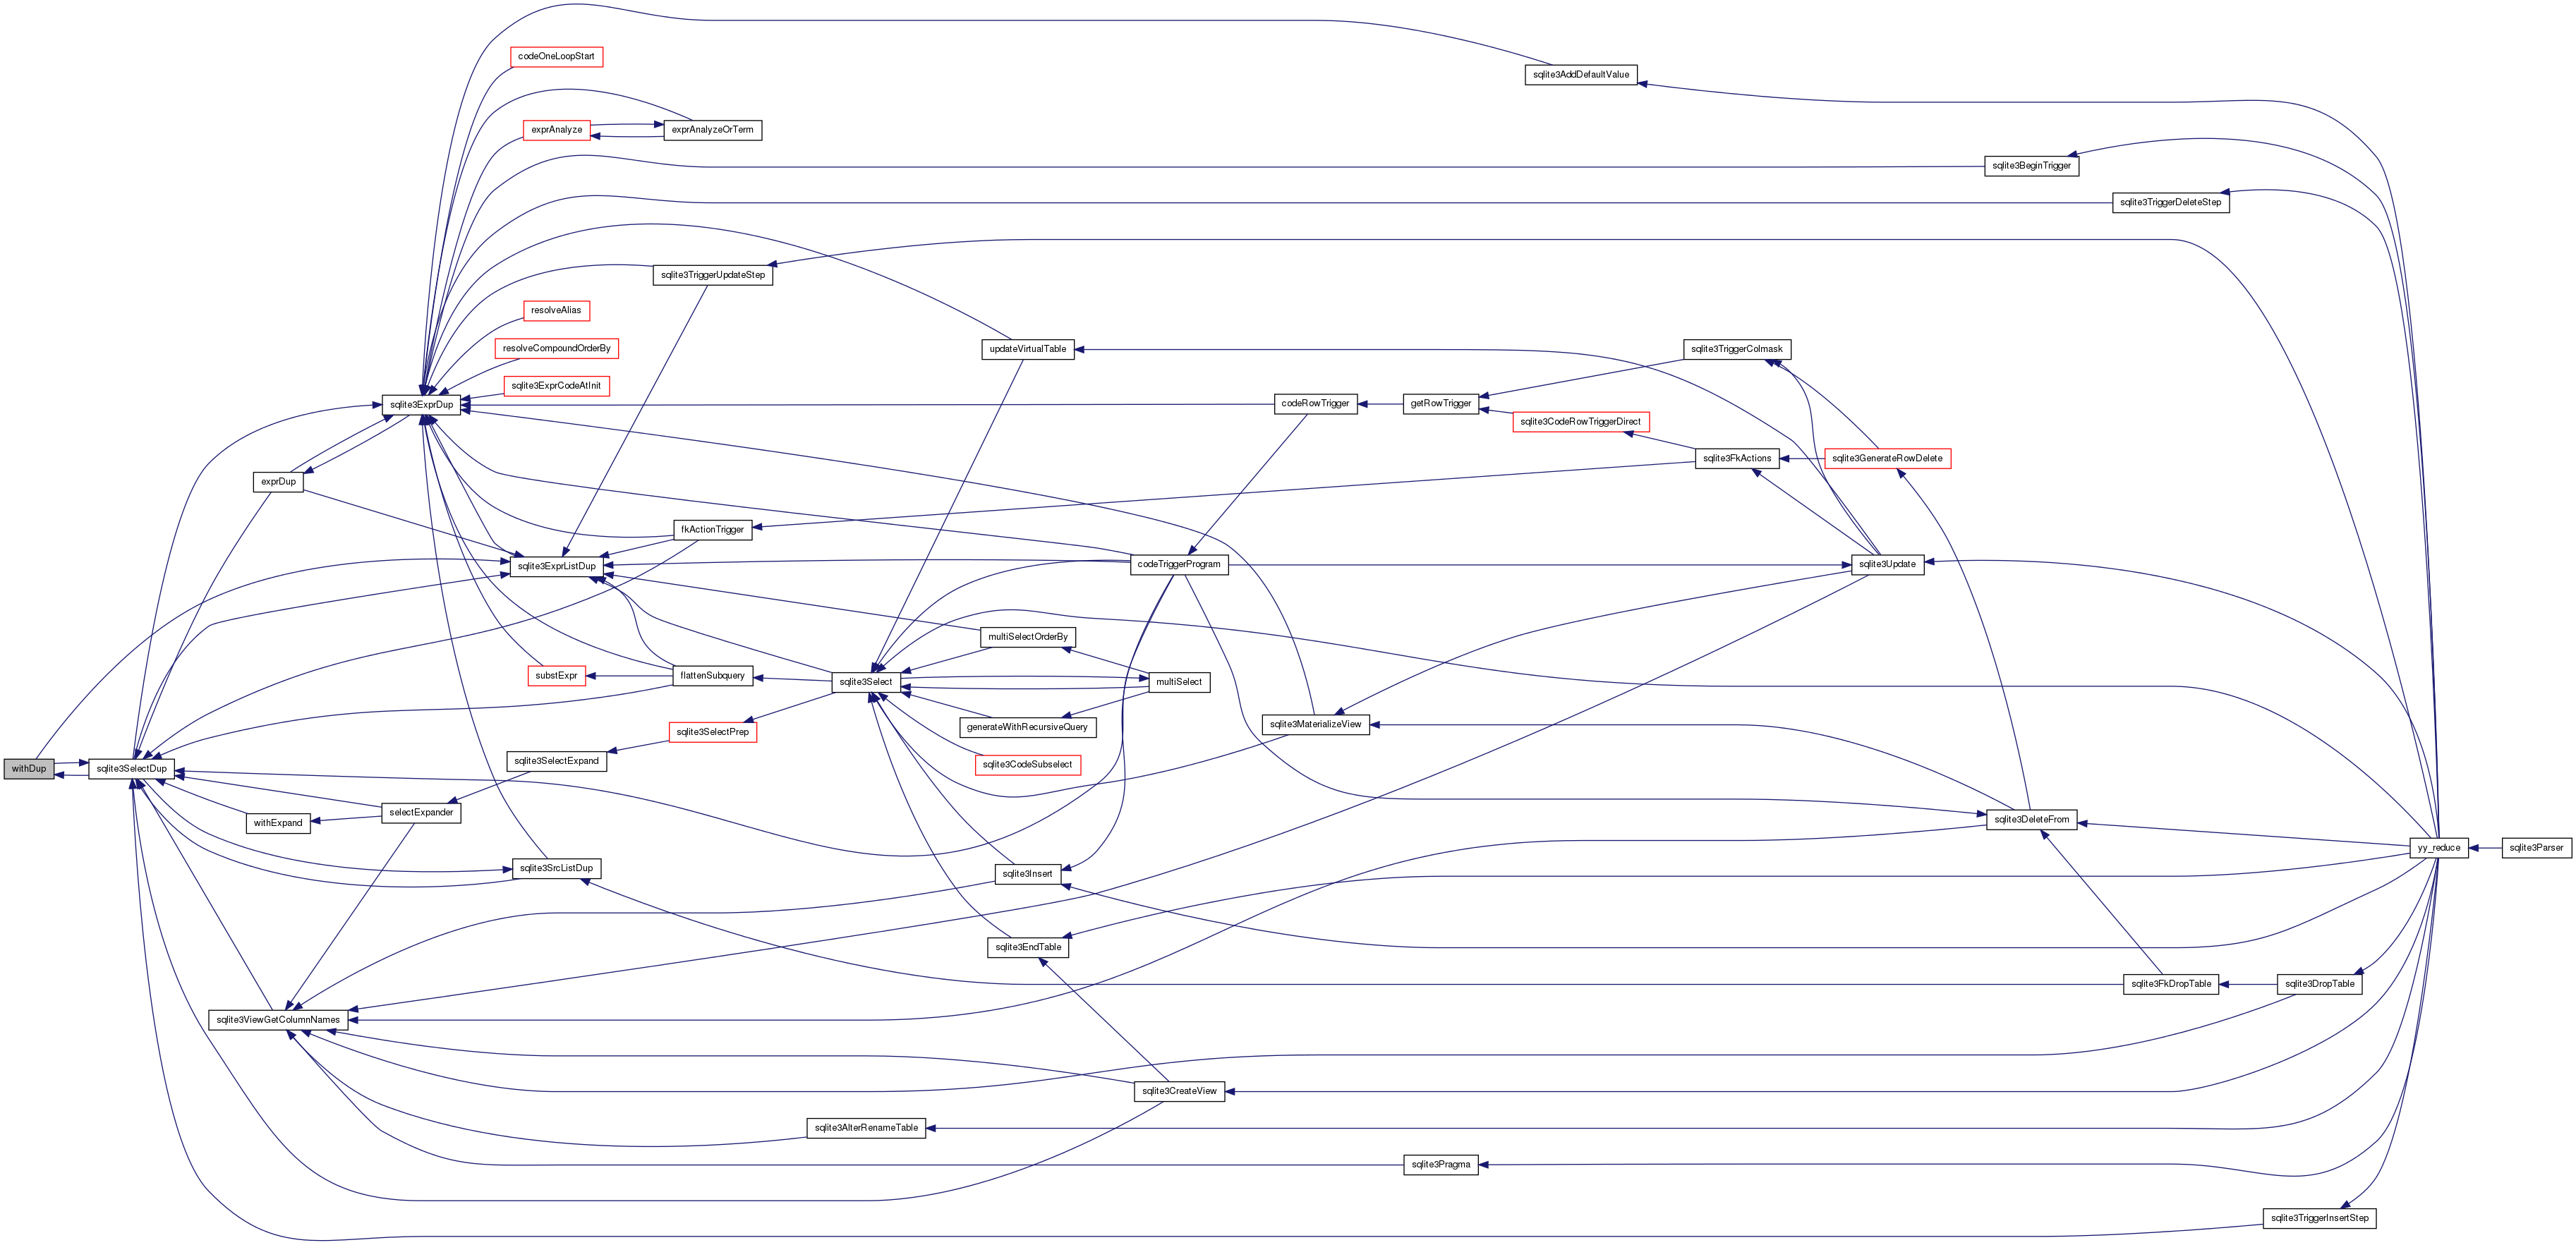 codeOneLoopStart
sqlite3AddDefaultValue
exprAnalyze
exprAnalyzeOrTerm
sqlite3BeginTrigger
sqlite3TriggerDeleteStep
sqlite3TriggerUpdateStep
resolveAlias
resolveCompoundOrderBy
updateVirtualTable
sqlite3TriggerColmask
sqlite3ExprCodeAtInit
sqlite3ExprDup
codeRowTrigger
getRowTrigger
sqlite3CodeRowTriggerDirect
sqlite3FkActions
sqlite3GenerateRowDelete
exprDup
fkActionTrigger
sqlite3ExprListDup
codeTriggerProgram
sqlite3Update
multiSelectOrderBy
substExpr
flattenSubquery
sqlite3Select
multiSelect
sqlite3SelectPrep
generateWithRecursiveQuery
sqlite3MaterializeView
withDup
sqlite3SelectDup
sqlite3SelectExpand
sqlite3CodeSubselect
selectExpander
withExpand
sqlite3DeleteFrom
yy_reduce
sqlite3Parser
sqlite3SrcListDup
sqlite3Insert
sqlite3EndTable
sqlite3FkDropTable
sqlite3DropTable
sqlite3ViewGetColumnNames
sqlite3CreateView
sqlite3AlterRenameTable
sqlite3Pragma
sqlite3TriggerInsertStep